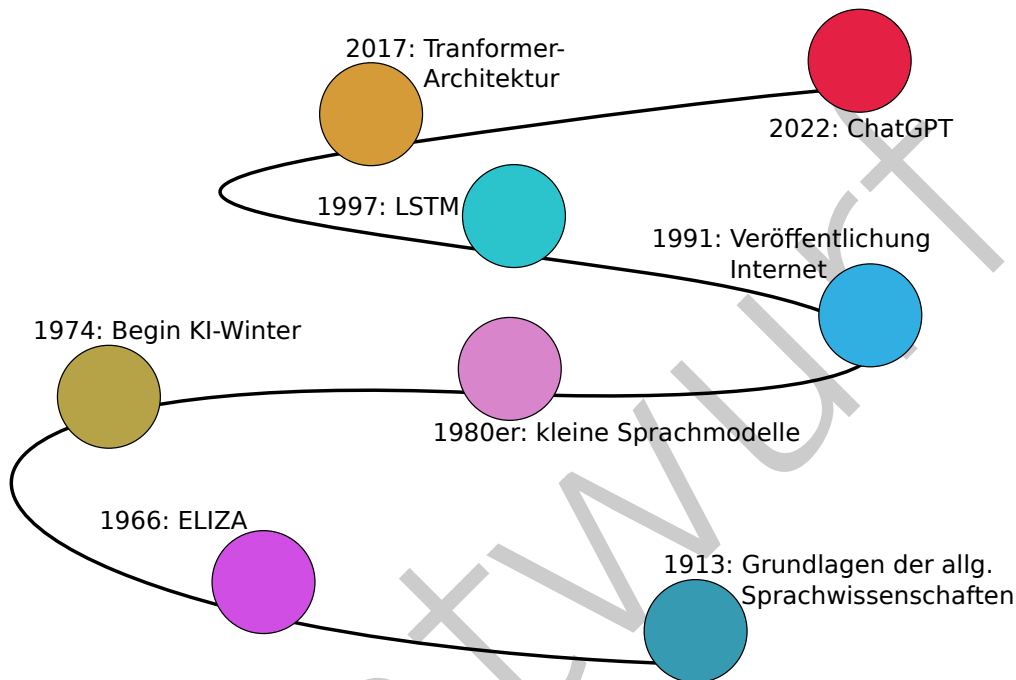 2017: Tranformer-
Architektur
2022: ChatGPT
1997: LSTM
1991: Veröffentlichung
Internet
1974: Begin KI-Winter
1980er: kleine Sprachmodelle
1966: ELIZA
1913: Grundlagen der allg.
Sprachwissenschaften